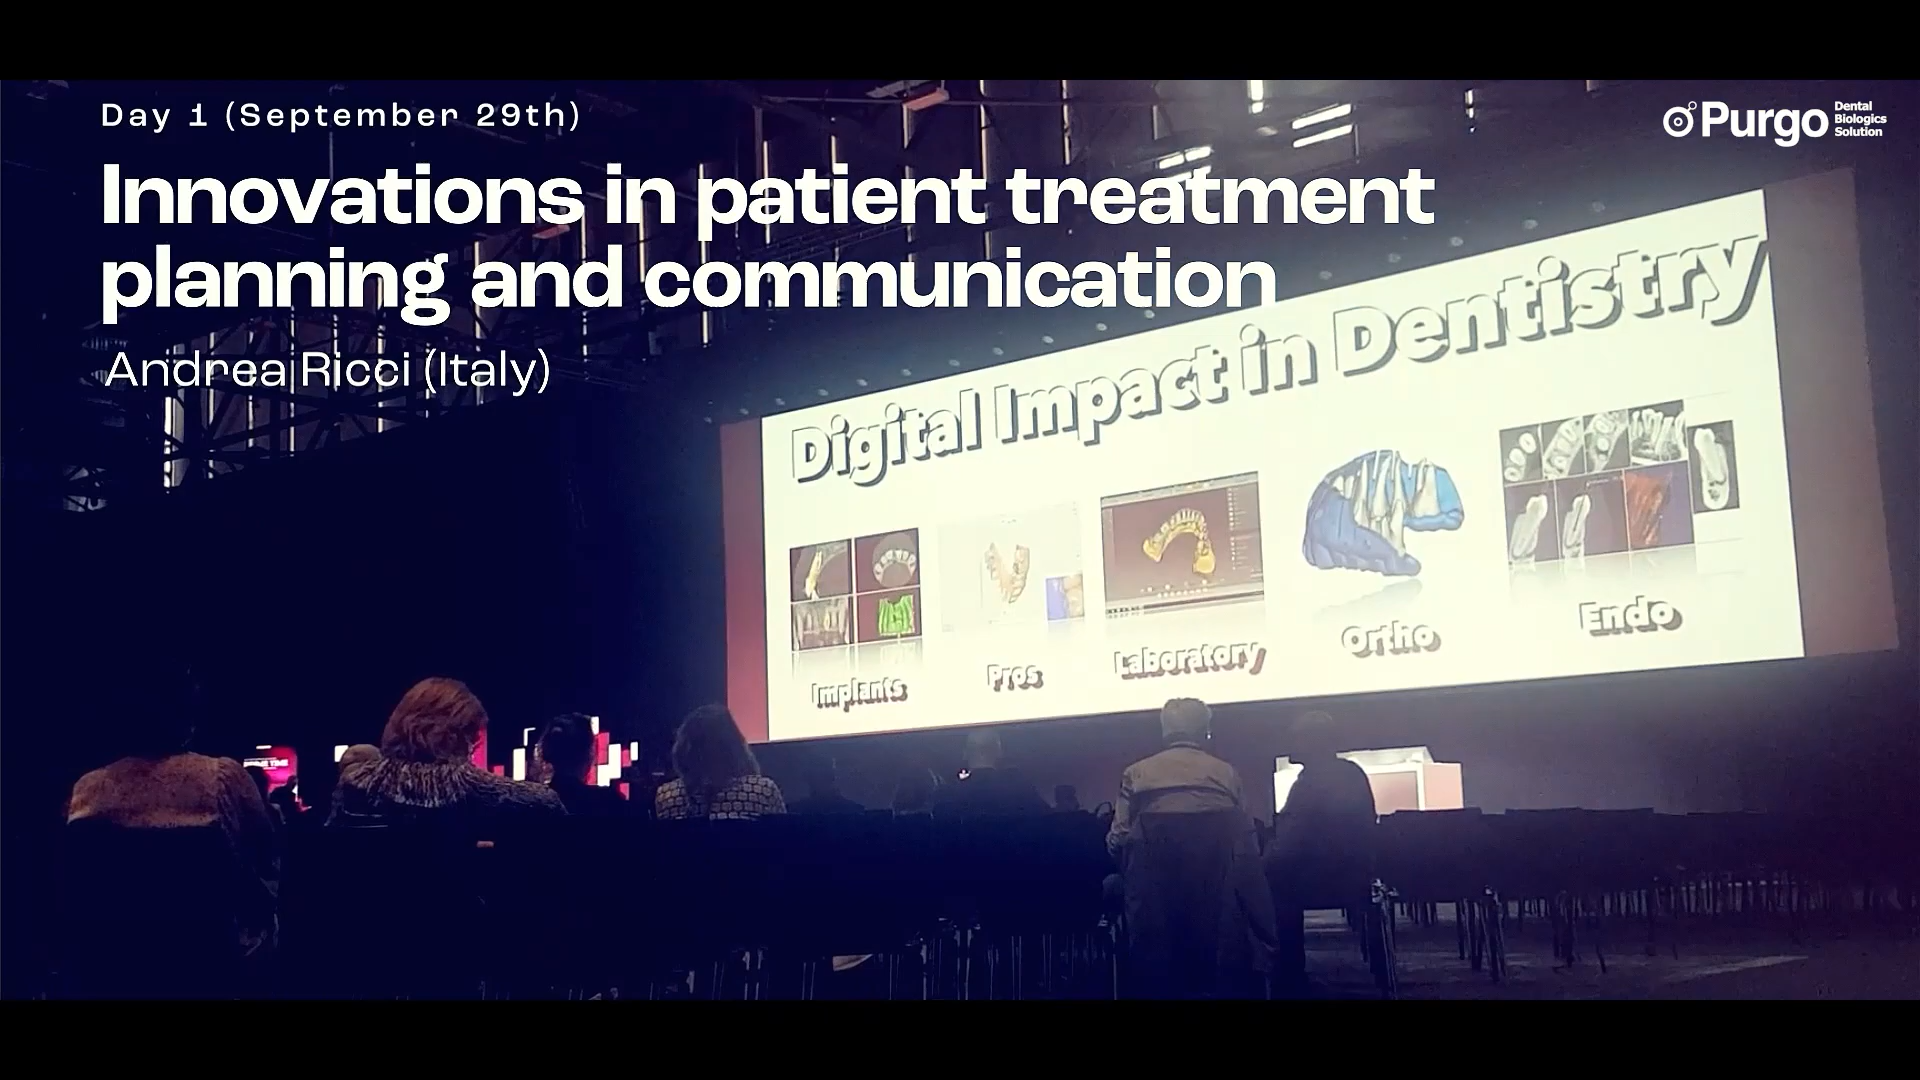 Day 1 (September 29th)
Purgo
Dental
Biologics
Solution
Innovations in patient treatment
planning and communication
Andrea Ricci (Italy)
Digital Impact in Dentistry
Implants
Pros
Laboratory
Ortho
Endo